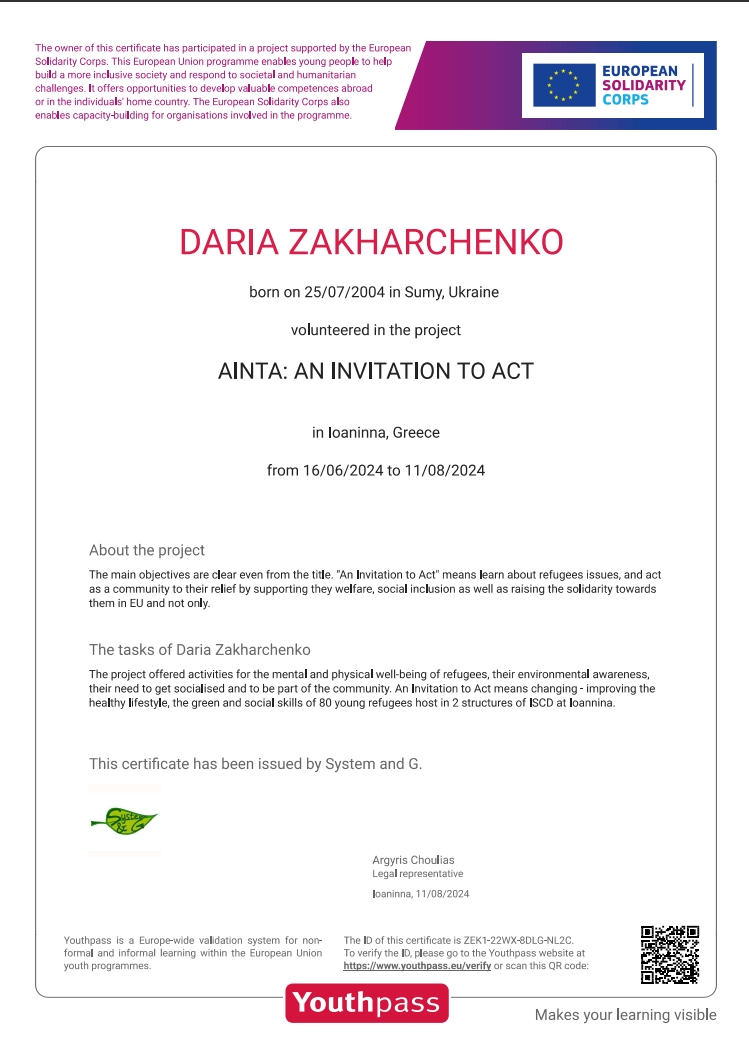 The owner of this certificate has participated in a project supported by the European
Solidarity Corps. This European Union programme enables young people to help
build a more inclusive society and respond to societal and humanitarian
challenges. It offers opportunities to develop valuable competences abroad
or in the individuals' home country. The European Solidarity Corps also
enables capacity-building for organisations involved in the programme.
EUROPEAN
SOLIDARITY
CORPS
DARIA ZAKHARCHENKO
born on 25/07/2004 in Sumy, Ukraine
volunteered in the project
AINTA: AN INVITATION TO ACT
in Ioaninna, Greece
from 16/06/2024 to 11/08/2024
About the project
The main objectives are clear even from the title. "An Invitation to Act" means learn about refugees issues, and act
as a community to their relief by supporting they welfare, social inclusion as well as raising the solidarity towards
them in EU and not only.
The tasks of Daria Zakharchenko
The project offered activities for the mental and physical well-being of refugees, their environmental awareness,
their need to get socialised and to be part of the community. An Invitation to Act means changing - improving the
healthy lifestyle, the green and social skills of 80 young refugees host in 2 structures of ISCD at Ioannina.
This certificate has been issued by System and G.
System
& G
Argyris Choulias
Legal representative
Ioaninna, 11/08/2024
Youthpass is a Europe-wide validation system for non-
formal and informal learning within the European Union
youth programmes.
The ID of this certificate is ZEK1-22WX-8DLG-NL2C.
To verify the ID, please go to the Youthpass website at
https://www.youthpass.eu/verify or scan this QR code:
Youthpass
Makes your learning visible